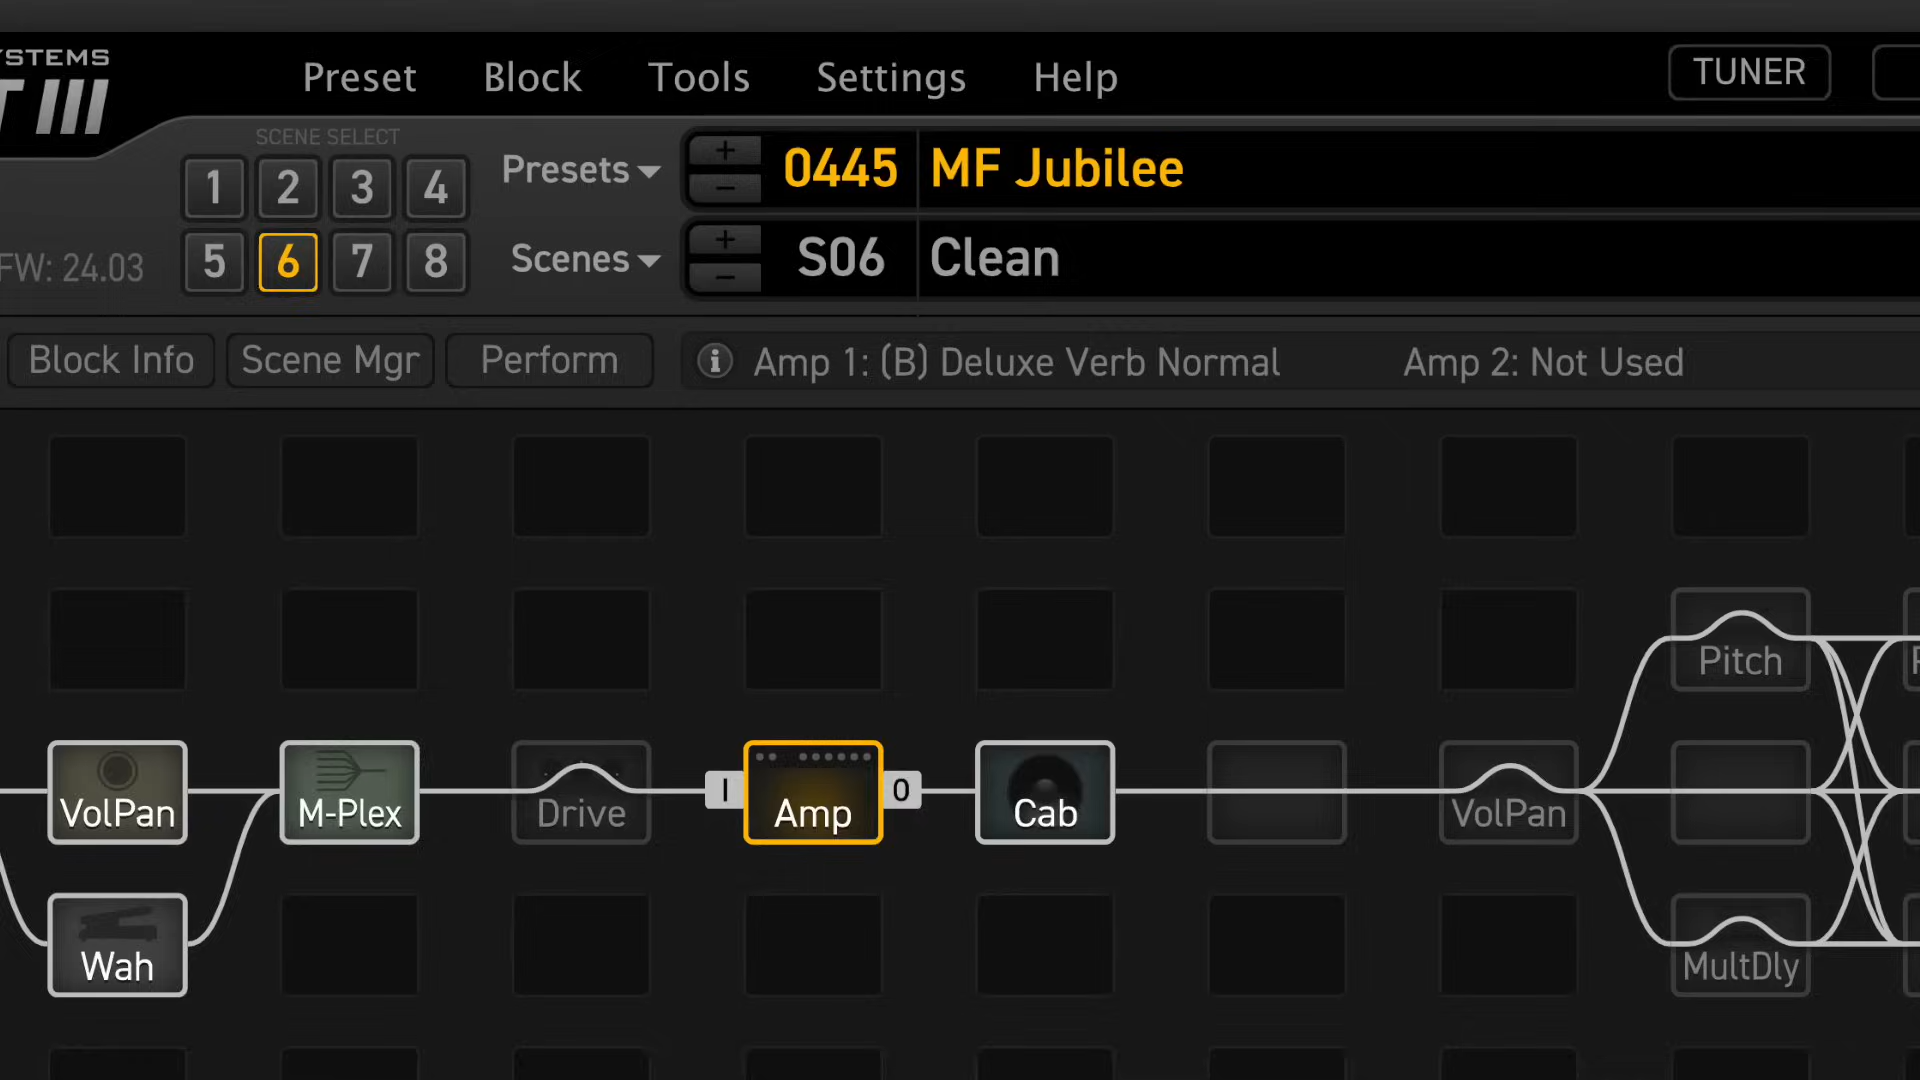 YSTEMS
T III
Preset Block Tools Settings Help TUNER
SCENE SELECT
1 2 3 4
Presets + - 0445 MF Jubilee
5 6 7 8
Scenes + - S06 Clean
FW: 24.03
Block Info Scene Mgr Perform i Amp 1: (B) Deluxe Verb Normal Amp 2: Not Used
Pitch
VolPan M-Plex Drive I Amp O Cab VolPan
Wah MultDly